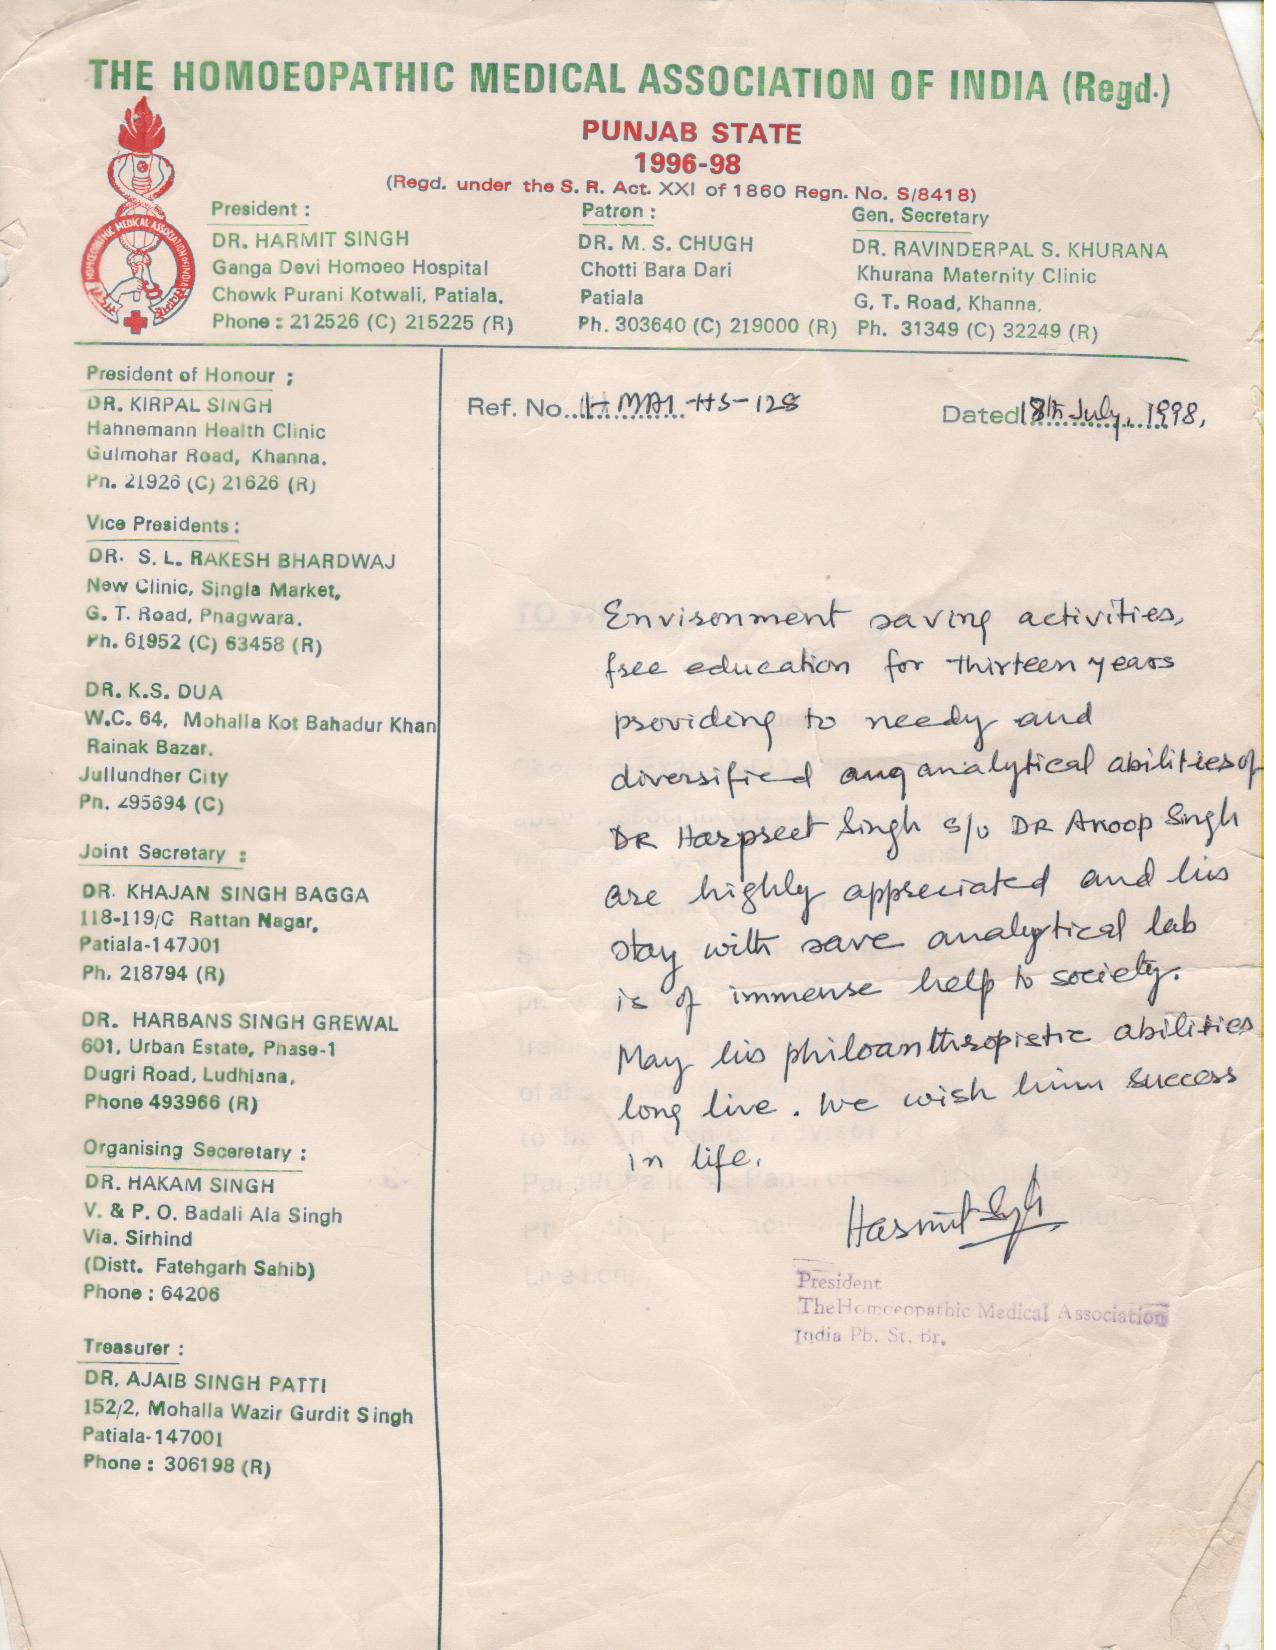 THE HOMOEOPATHIC MEDICAL ASSOCIATION OF INDIA (Regd.)
PUNJAB STATE
1996-98
(Regd. under the S. R. Act. XXI of 1860 Regn. No. S/8418)
HOMOEOPATHIC MEDICAL ASSOCIATION OF INDIA
President :
DR. HARMIT SINGH
Ganga Devi Homoeo Hospital
Chowk Purani Kotwali, Patiala.
Phone : 212526 (C) 215225 (R)
Patron :
DR. M. S. CHUGH
Chotti Bara Dari
Patiala
Ph. 303640 (C) 219000 (R)
Gen. Secretary
DR. RAVINDERPAL S. KHURANA
Khurana Maternity Clinic
G. T. Road, Khanna.
Ph. 31349 (C) 32249 (R)
President of Honour ;
DR. KIRPAL SINGH
Hahnemann Health Clinic
Gulmohar Road, Khanna.
Ph. 21926 (C) 21626 (R)
Vice Presidents :
DR. S. L. RAKESH BHARDWAJ
New Clinic, Singla Market,
G. T. Road, Phagwara.
Ph. 61952 (C) 63458 (R)
DR. K.S. DUA
W.C. 64, Mohalla Kot Bahadur Khan
Rainak Bazar.
Jullundher City
Ph. 295694 (C)
Joint Secretary :
DR. KHAJAN SINGH BAGGA
118-119/C Rattan Nagar,
Patiala-147001
Ph. 218794 (R)
DR. HARBANS SINGH GREWAL
601, Urban Estate, Phase-1
Dugri Road, Ludhiana,
Phone 493966 (R)
Organising Seceretary :
DR. HAKAM SINGH
V. & P. O. Badali Ala Singh
Via. Sirhind
(Distt. Fatehgarh Sahib)
Phone : 64206
Treasurer :
DR, AJAIB SINGH PATTI
152/2, Mohalla Wazir Gurdit Singh
Patiala-147001
Phone : 306198 (R)
Ref. No. HMAI-HS-128
Dated 18th July, 1998,
Environment saving activities,
free education for thirteen years
providing to needy and
diversified ang analytical abilities of
DR Harpreet Singh s/o DR Anoop Singh
are highly appreciated and his
stay with save analytical lab
is of immense help to society.
May his philoanthropistic abilities
long live. We wish him success
in life.
Harmit Singh
President
The Homoeopathic Medical Association
India Pb. St. Br.